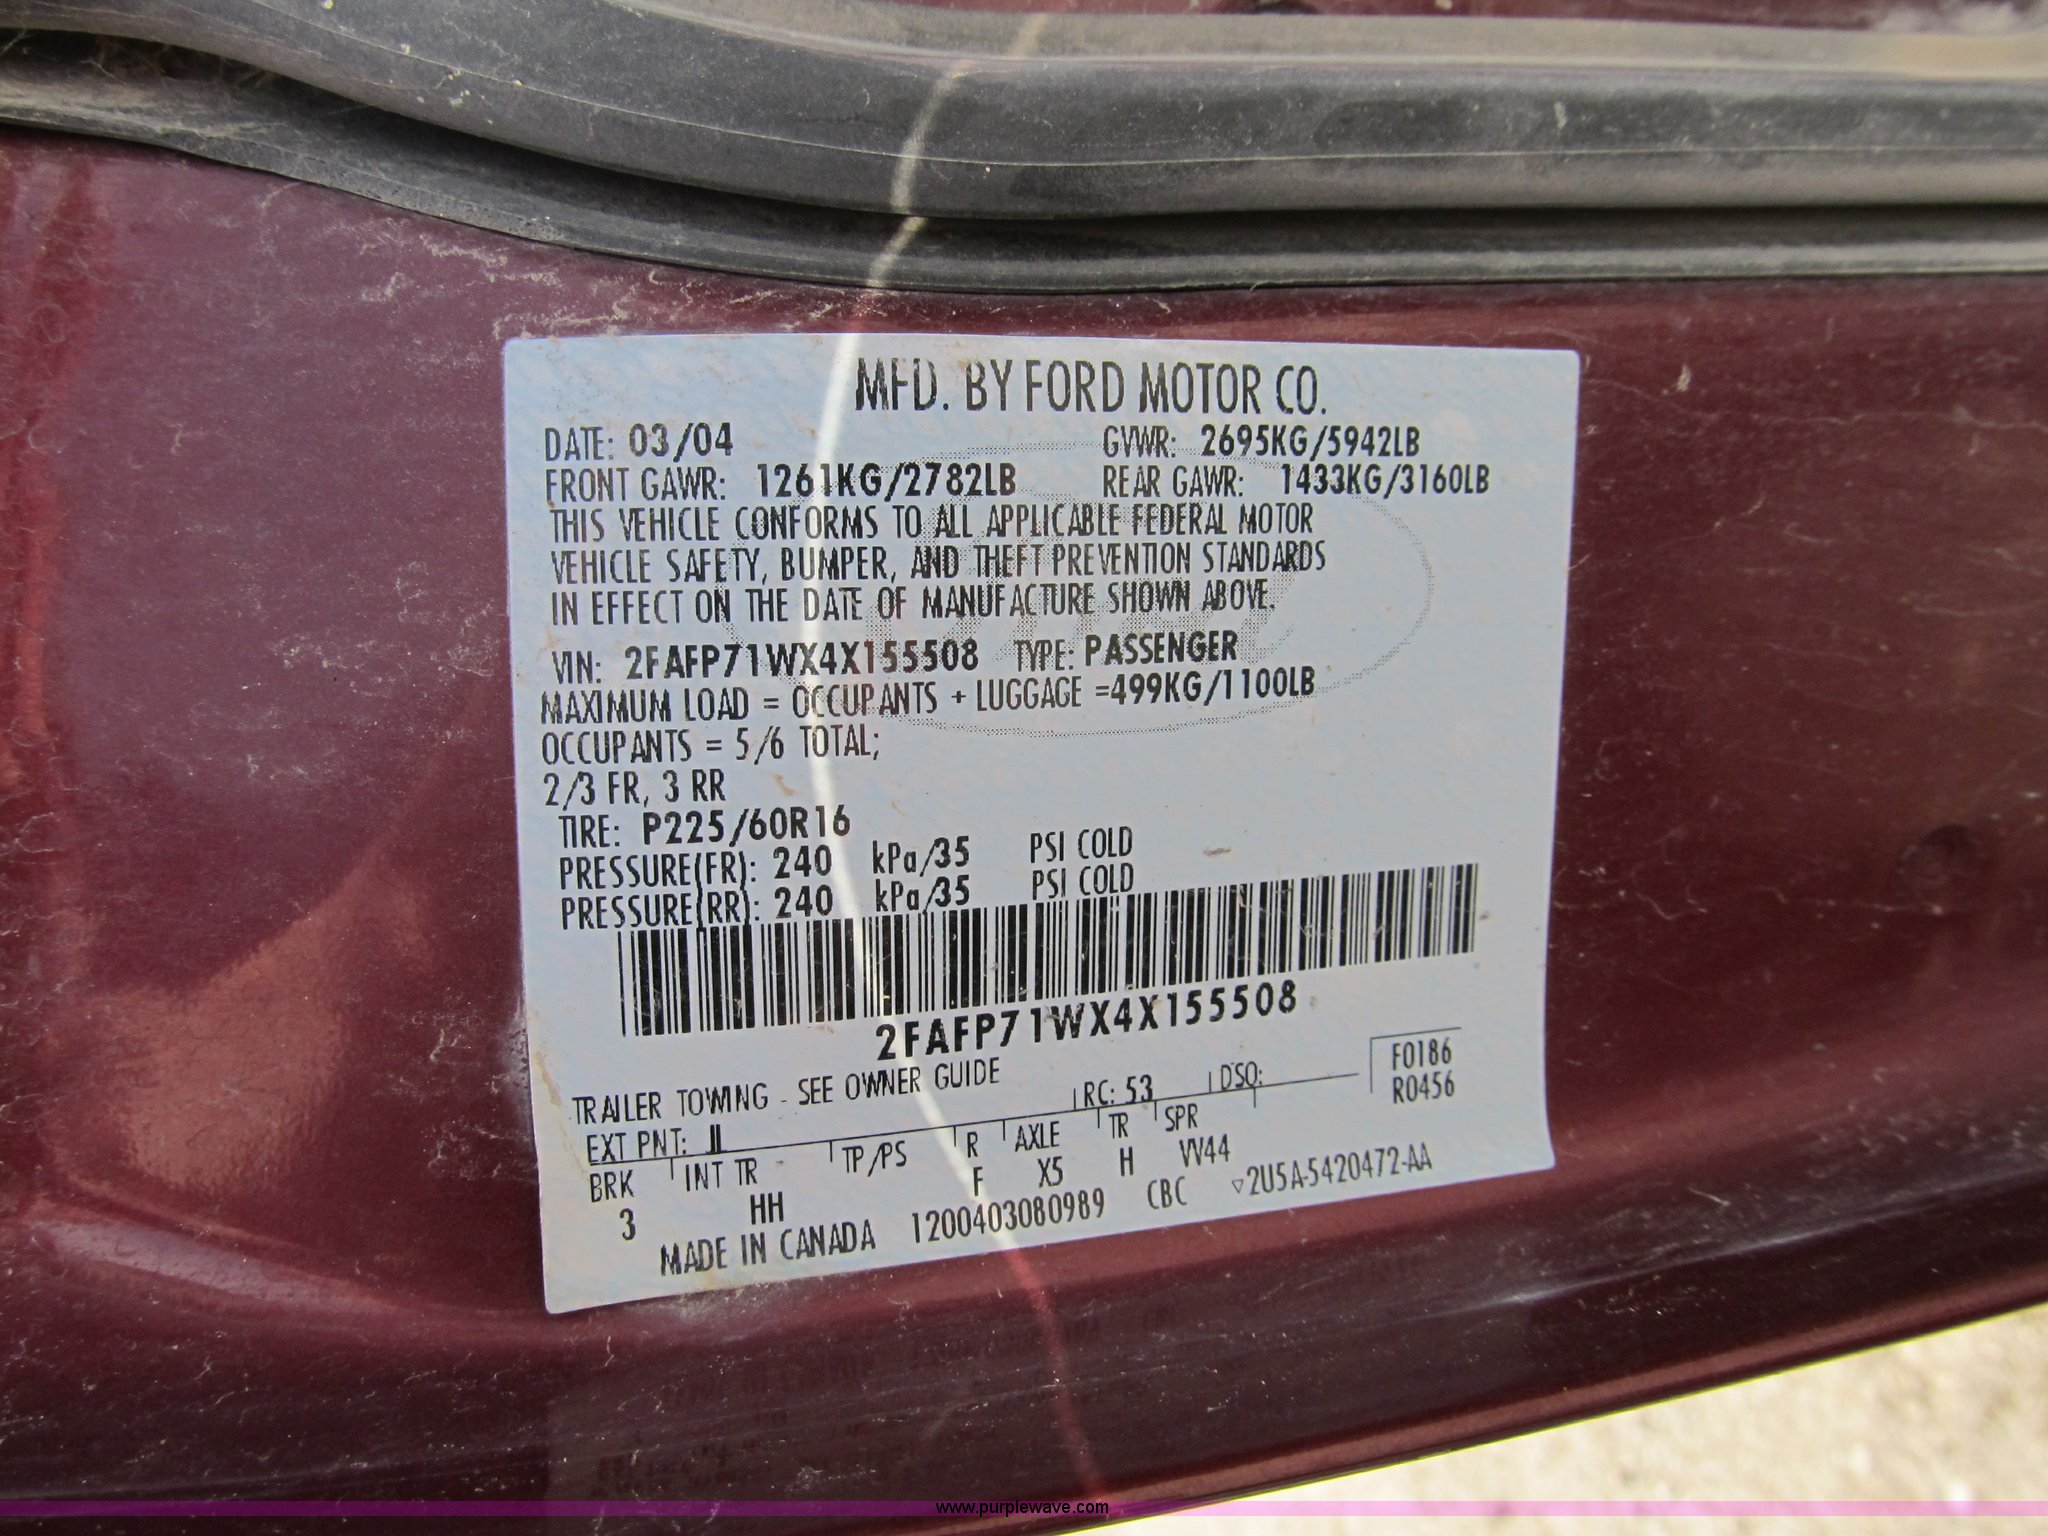 MFD. BY FORD MOTOR CO.
DATE: 03/04 GVWR: 2695KG/5942LB
FRONT GAWR: 1261KG/2782LB REAR GAWR: 1433KG/3160LB
THIS VEHICLE CONFORMS TO ALL APPLICABLE FEDERAL MOTOR
VEHICLE SAFETY, BUMPER, AND THEFT PREVENTION STANDARDS
IN EFFECT ON THE DATE OF MANUFACTURE SHOWN ABOVE.
VIN: 2FAFP71WX4X155508 TYPE: PASSENGER
MAXIMUM LOAD = OCCUPANTS + LUGGAGE =499KG/1100LB
OCCUPANTS = 5/6 TOTAL;
2/3 FR, 3 RR
TIRE: P225/60R16
PRESSURE(FR): 240 kPa/35 PSI COLD
PRESSURE(RR): 240 kPa/35 PSI COLD
2FAFP71WX4X155508
TRAILER TOWING - SEE OWNER GUIDE
F0186
R0456
EXT PNT: JL RC: 53 DSO:
BRK INT TR TP/PS R AXLE TR SPR
3 HH F X5 H VV44
MADE IN CANADA 1200403080989 CBC ▽2U5A-5420472-AA
www.purplewave.com